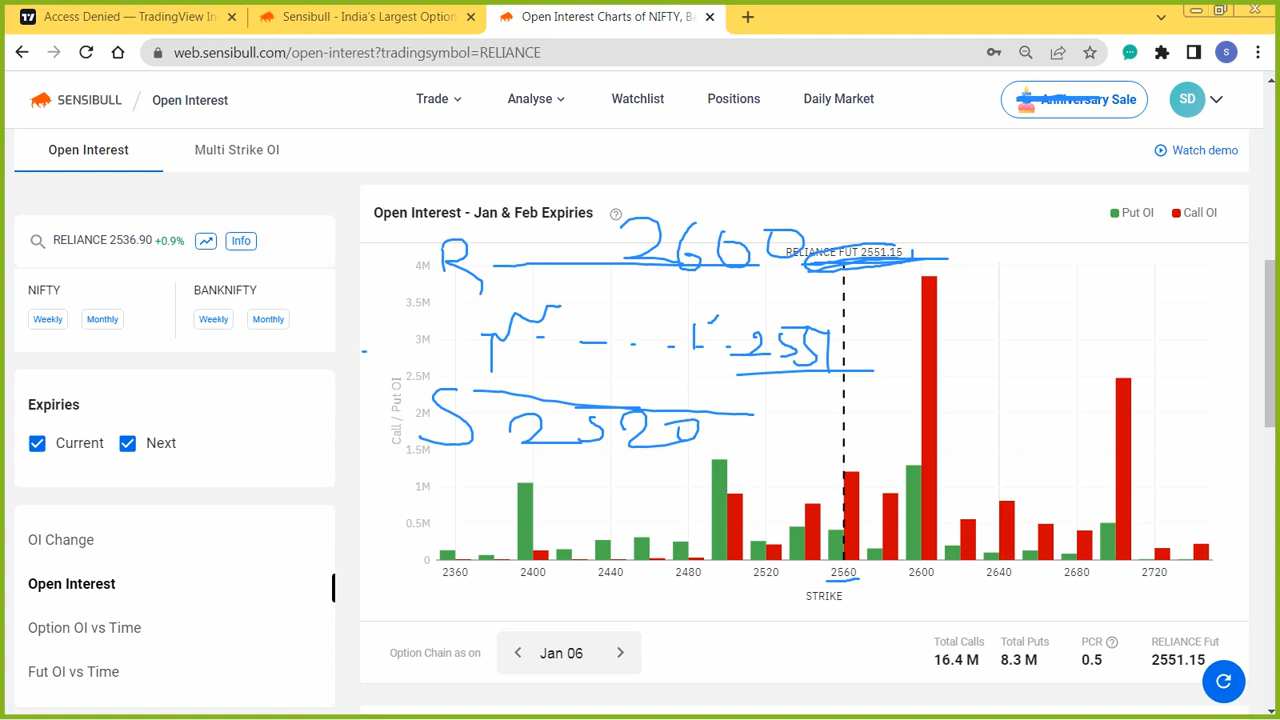 Access Denied — TradingView In
Sensibull - India's Largest Option
Open Interest Charts of NIFTY, BA
web.sensibull.com/open-interest?tradingsymbol=RELIANCE
S
SENSIBULL / Open Interest
Trade
Analyse
Watchlist
Positions
Daily Market
Anniversary Sale
SD
Open Interest
Multi Strike OI
Watch demo
RELIANCE 2536.90 +0.9%
Info
NIFTY
BANKNIFTY
Weekly
Monthly
Weekly
Monthly
Expiries
Current
Next
OI Change
Open Interest
Option OI vs Time
Fut OI vs Time
Open Interest - Jan & Feb Expiries
Put OI
Call OI
R 2600
RELIANCE FUT 2551.15
2551
S 2520
Call / Put OI
4M
3.5M
3M
2.5M
2M
1.5M
1M
0.5M
0
2360 2400 2440 2480 2520 2560 2600 2640 2680 2720
STRIKE
Option Chain as on
Jan 06
Total Calls
16.4 M
Total Puts
8.3 M
PCR
0.5
RELIANCE Fut
2551.15